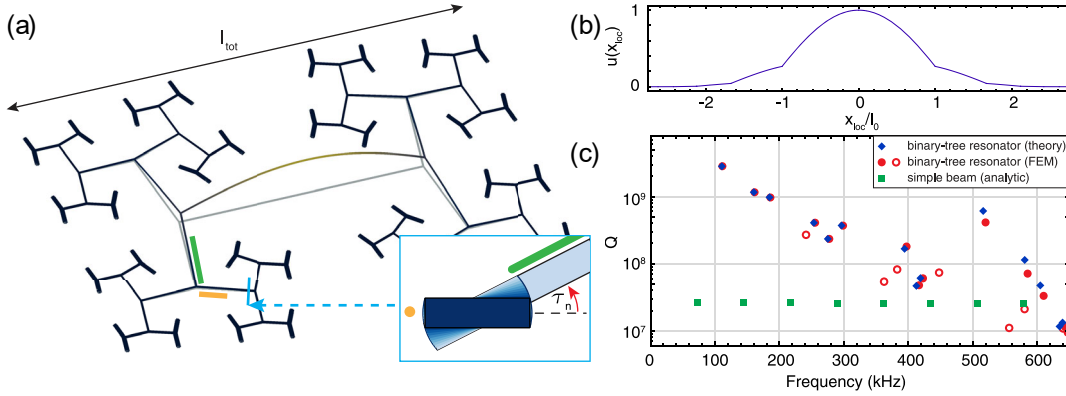 (a)
l_tot
τ_n
(b)
u(x_loc)
1
0
-2 -1 0 1 2
x_loc/l_0
(c)
binary-tree resonator (theory)
binary-tree resonator (FEM)
simple beam (analytic)
Q
10^9
10^8
10^7
0 100 200 300 400 500 600
Frequency (kHz)